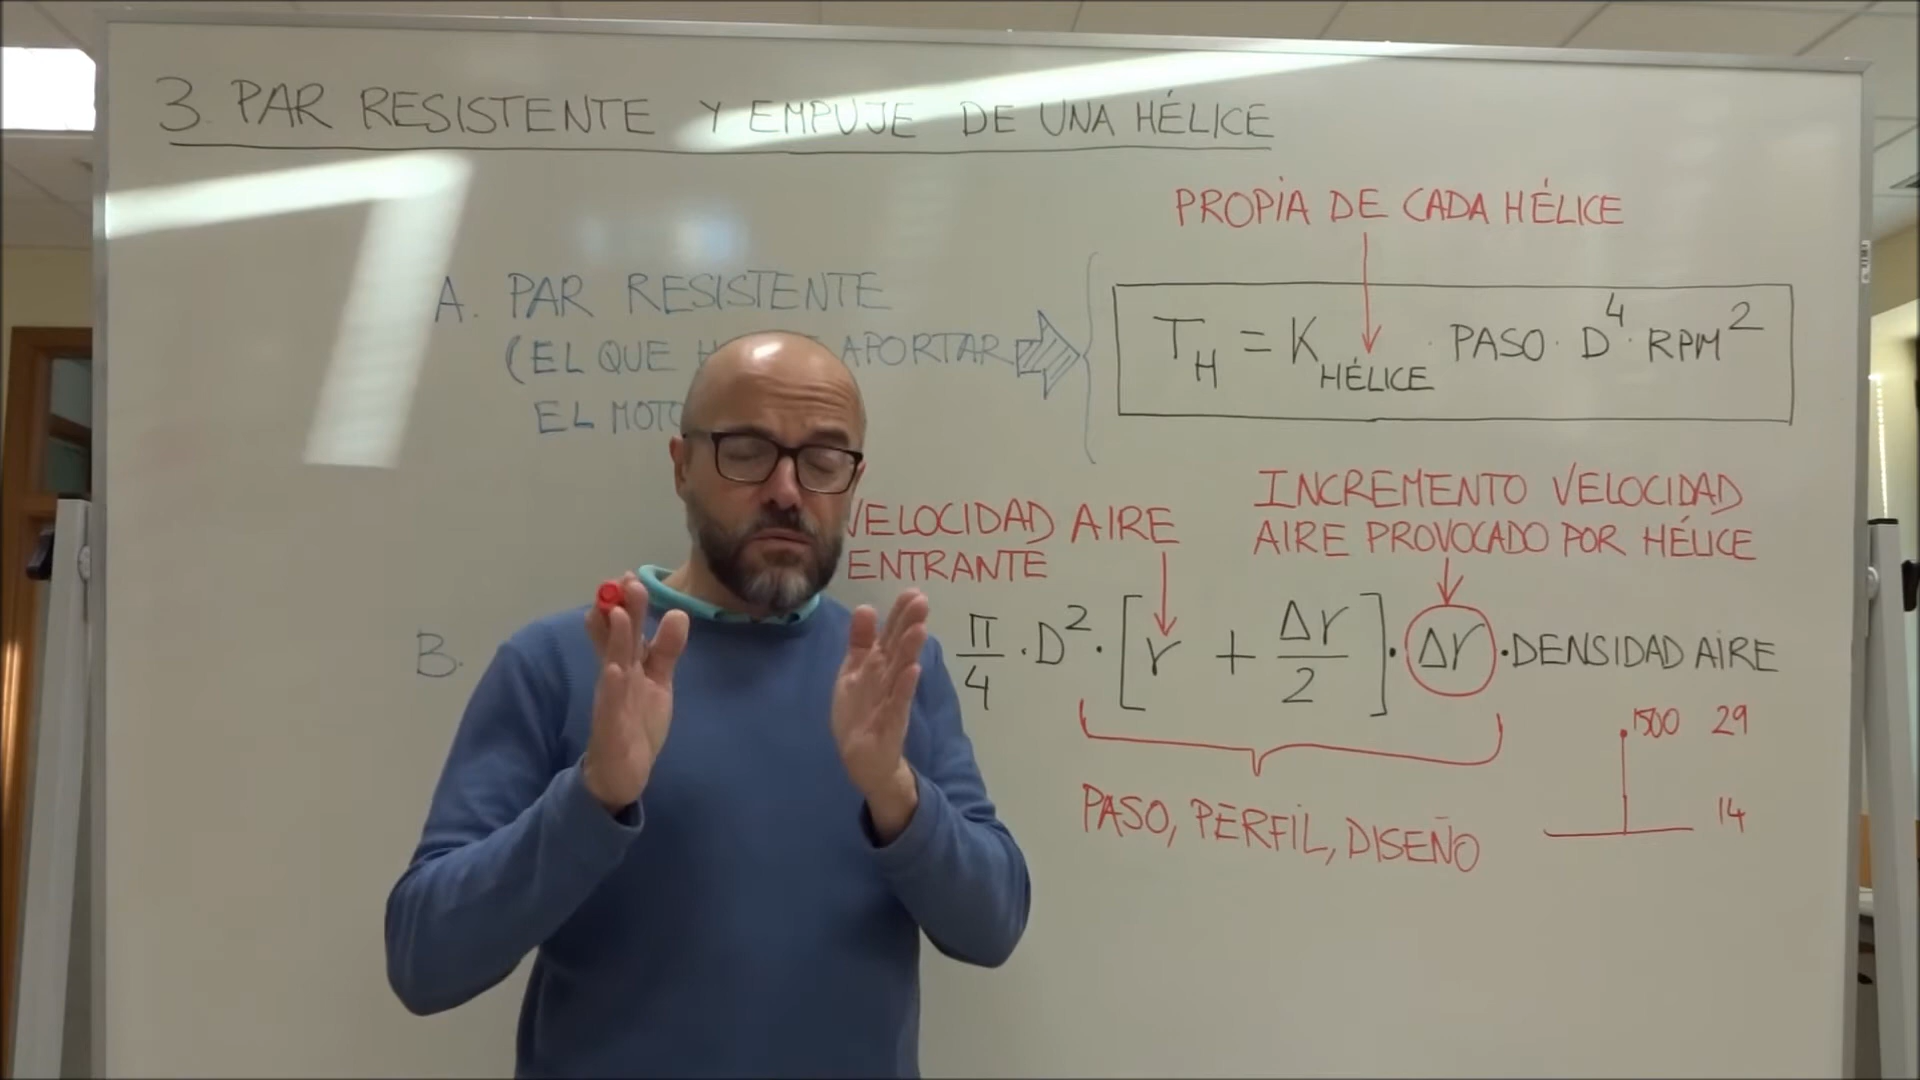 3. PAR RESISTENTE Y EMPUJE DE UNA HÉLICE
PROPIA DE CADA HÉLICE
A. PAR RESISTENTE
(EL QUE APORTAR
EL
T_H = K_HÉLICE · PASO · D^4 · RPM^2
VELOCIDAD AIRE
ENTRANTE
INCREMENTO VELOCIDAD
AIRE PROVOCADO POR HÉLICE
B.
π/4 · D^2 · [v + Δv/2] · Δv · DENSIDAD AIRE
PASO, PERFIL, DISEÑO
1500 29
14